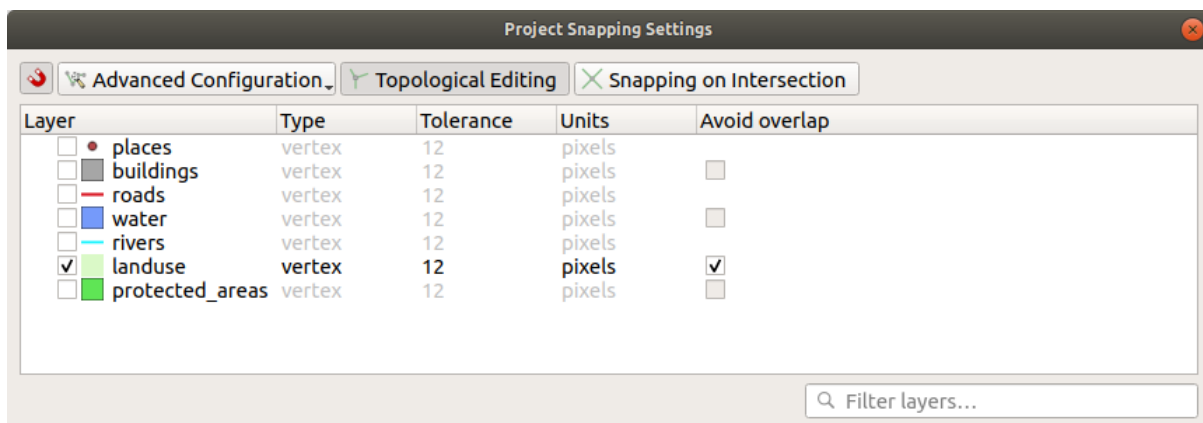 Project Snapping Settings
Advanced Configuration Topological Editing Snapping on Intersection
Layer Type Tolerance Units Avoid overlap
places vertex 12 pixels
buildings vertex 12 pixels
roads vertex 12 pixels
water vertex 12 pixels
rivers vertex 12 pixels
landuse vertex 12 pixels
protected_areas vertex 12 pixels
Filter layers...